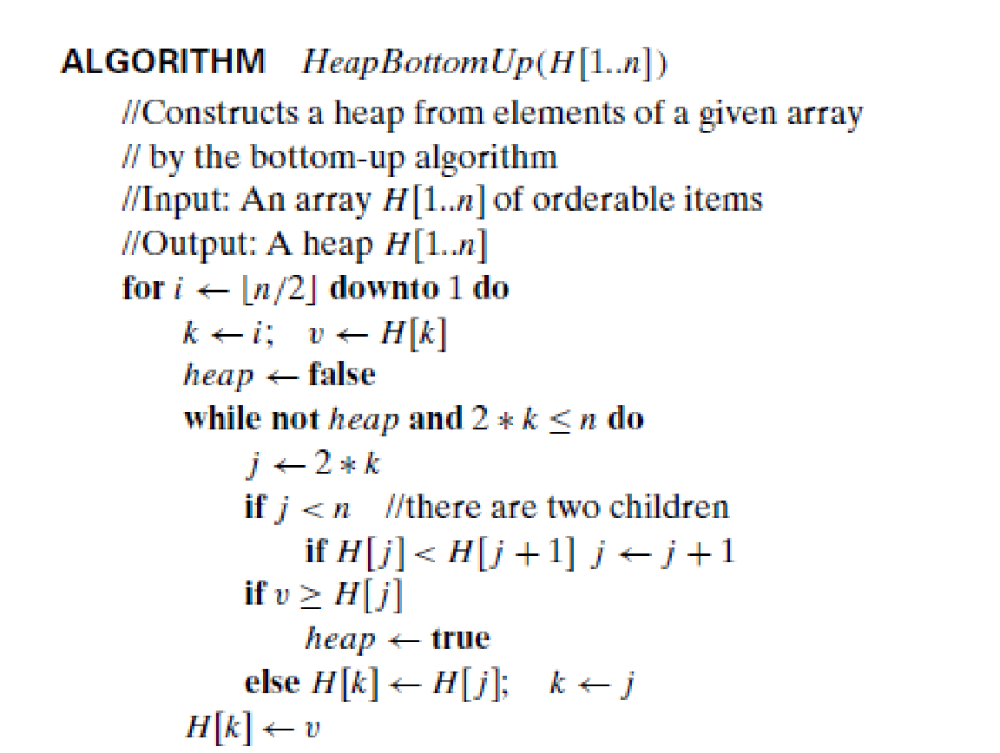 ALGORITHM HeapBottomUp(H[1..n])
//Constructs a heap from elements of a given array
// by the bottom-up algorithm
//Input: An array H[1..n] of orderable items
//Output: A heap H[1..n]
for i ← ⌊n/2⌋ downto 1 do
k ← i; v ← H[k]
heap ← false
while not heap and 2 * k ≤ n do
j ← 2 * k
if j < n //there are two children
if H[j] < H[j + 1] j ← j + 1
if v ≥ H[j]
heap ← true
else H[k] ← H[j]; k ← j
H[k] ← v